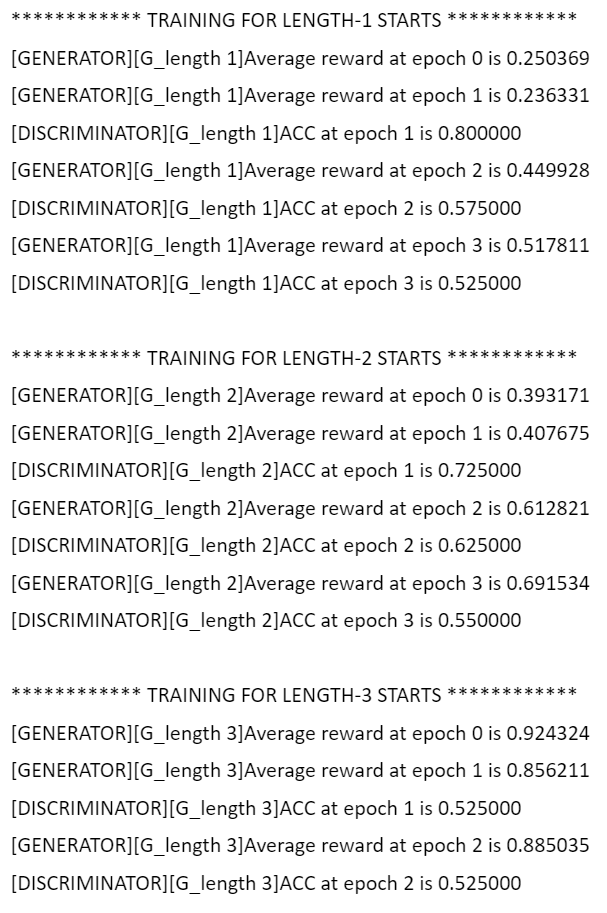 ************ TRAINING FOR LENGTH-1 STARTS ************
[GENERATOR][G_length 1]Average reward at epoch 0 is 0.250369
[GENERATOR][G_length 1]Average reward at epoch 1 is 0.236331
[DISCRIMINATOR][G_length 1]ACC at epoch 1 is 0.800000
[GENERATOR][G_length 1]Average reward at epoch 2 is 0.449928
[DISCRIMINATOR][G_length 1]ACC at epoch 2 is 0.575000
[GENERATOR][G_length 1]Average reward at epoch 3 is 0.517811
[DISCRIMINATOR][G_length 1]ACC at epoch 3 is 0.525000
************ TRAINING FOR LENGTH-2 STARTS ************
[GENERATOR][G_length 2]Average reward at epoch 0 is 0.393171
[GENERATOR][G_length 2]Average reward at epoch 1 is 0.407675
[DISCRIMINATOR][G_length 2]ACC at epoch 1 is 0.725000
[GENERATOR][G_length 2]Average reward at epoch 2 is 0.612821
[DISCRIMINATOR][G_length 2]ACC at epoch 2 is 0.625000
[GENERATOR][G_length 2]Average reward at epoch 3 is 0.691534
[DISCRIMINATOR][G_length 2]ACC at epoch 3 is 0.550000
************ TRAINING FOR LENGTH-3 STARTS ************
[GENERATOR][G_length 3]Average reward at epoch 0 is 0.924324
[GENERATOR][G_length 3]Average reward at epoch 1 is 0.856211
[DISCRIMINATOR][G_length 3]ACC at epoch 1 is 0.525000
[GENERATOR][G_length 3]Average reward at epoch 2 is 0.885035
[DISCRIMINATOR][G_length 3]ACC at epoch 2 is 0.525000